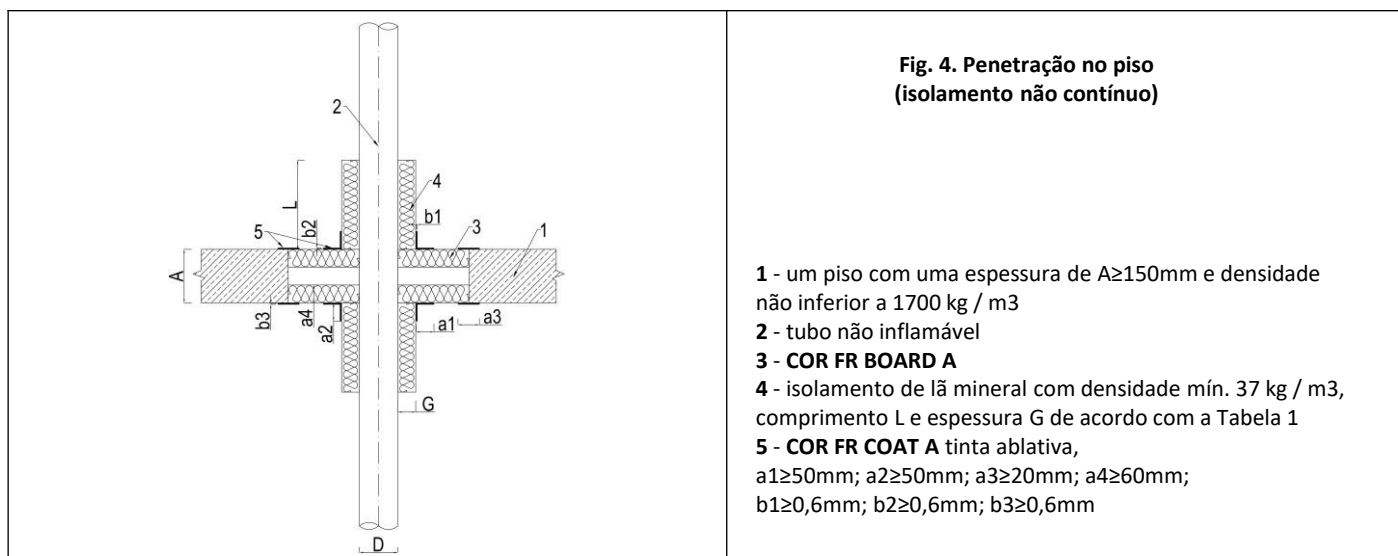 2
4
L
b1
5
b2
3
1
A
b3
a4
a2
a1
a3
G
D
Fig. 4. Penetração no piso
(isolamento não contínuo)
1 - um piso com uma espessura de A≥150mm e densidade
não inferior a 1700 kg / m3
2 - tubo não inflamável
3 - COR FR BOARD A
4 - isolamento de lã mineral com densidade mín. 37 kg / m3,
comprimento L e espessura G de acordo com a Tabela 1
5 - COR FR COAT A tinta ablativa,
a1≥50mm; a2≥50mm; a3≥20mm; a4≥60mm;
b1≥0,6mm; b2≥0,6mm; b3≥0,6mm